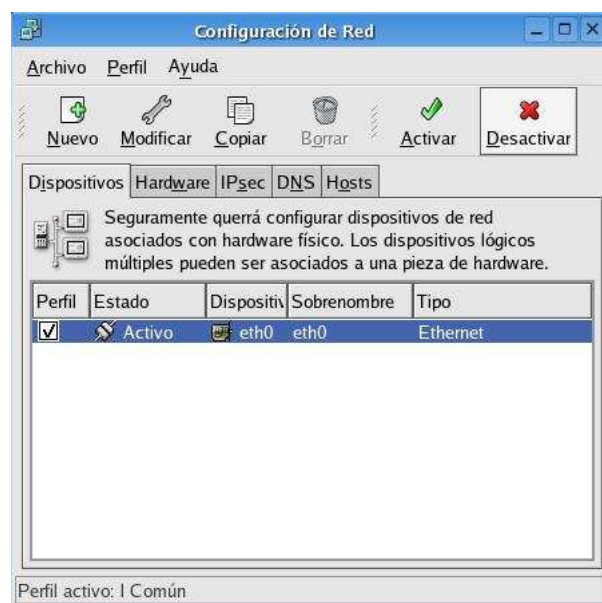 Configuración de Red
Archivo Perfil Ayuda
Nuevo Modificar Copiar Borrar Activar Desactivar
Dispositivos Hardware IPsec DNS Hosts
Seguramente querrá configurar dispositivos de red
asociados con hardware físico. Los dispositivos lógicos
múltiples pueden ser asociados a una pieza de hardware.
Perfil Estado Dispositiv Sobrenombre Tipo
Activo eth0 eth0 Ethernet
Perfil activo: l Común